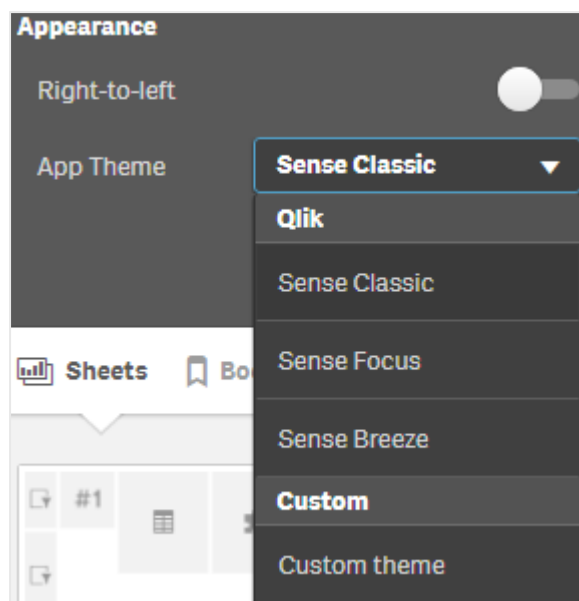 Appearance
Right-to-left
App Theme
Sense Classic
Qlik
Sense Classic
Sense Focus
Sense Breeze
Custom
Custom theme
Sheets
#1